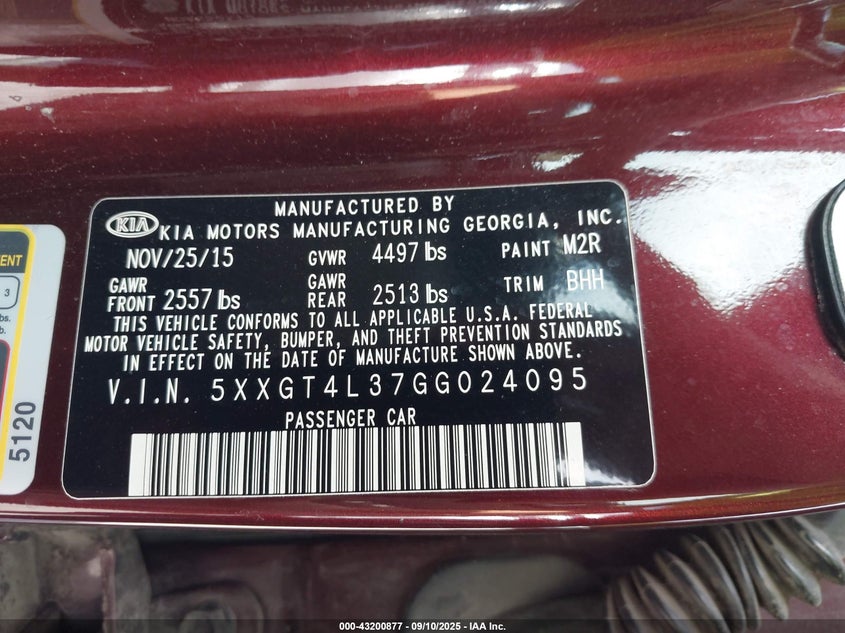 MANUFACTURED BY
KIA KIA MOTORS MANUFACTURING GEORGIA, INC.
NOV/25/15 GVWR 4497 lbs PAINT M2R
GAWR FRONT 2557 lbs GAWR REAR 2513 lbs TRIM BHH
THIS VEHICLE CONFORMS TO ALL APPLICABLE U.S.A. FEDERAL
MOTOR VEHICLE SAFETY, BUMPER, AND THEFT PREVENTION STANDARDS
IN EFFECT ON THE DATE OF MANUFACTURE SHOWN ABOVE.
V.I.N. 5XXGT4L37GG024095
PASSENGER CAR
3
5120
000-43200877 - 09/10/2025 - IAA Inc.